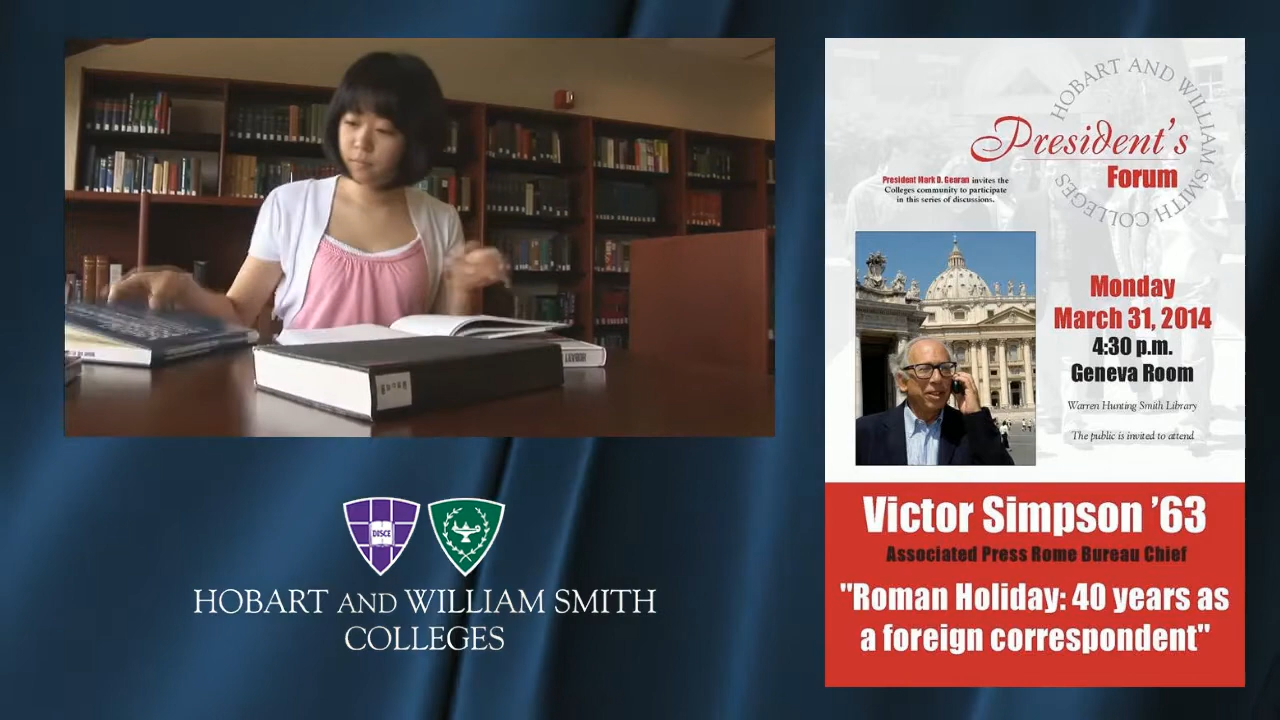 HOBART AND WILLIAM SMITH COLLEGES
President's
Forum
President Mark D. Gearan invites the
Colleges community to participate
in this series of discussions.
Monday
March 31, 2014
4:30 p.m.
Geneva Room
Warren Hunting Smith Library
The public is invited to attend
Victor Simpson ’63
Associated Press Rome Bureau Chief
"Roman Holiday: 40 years as
a foreign correspondent"
HOBART
DISCE
HOBART AND WILLIAM SMITH
COLLEGES